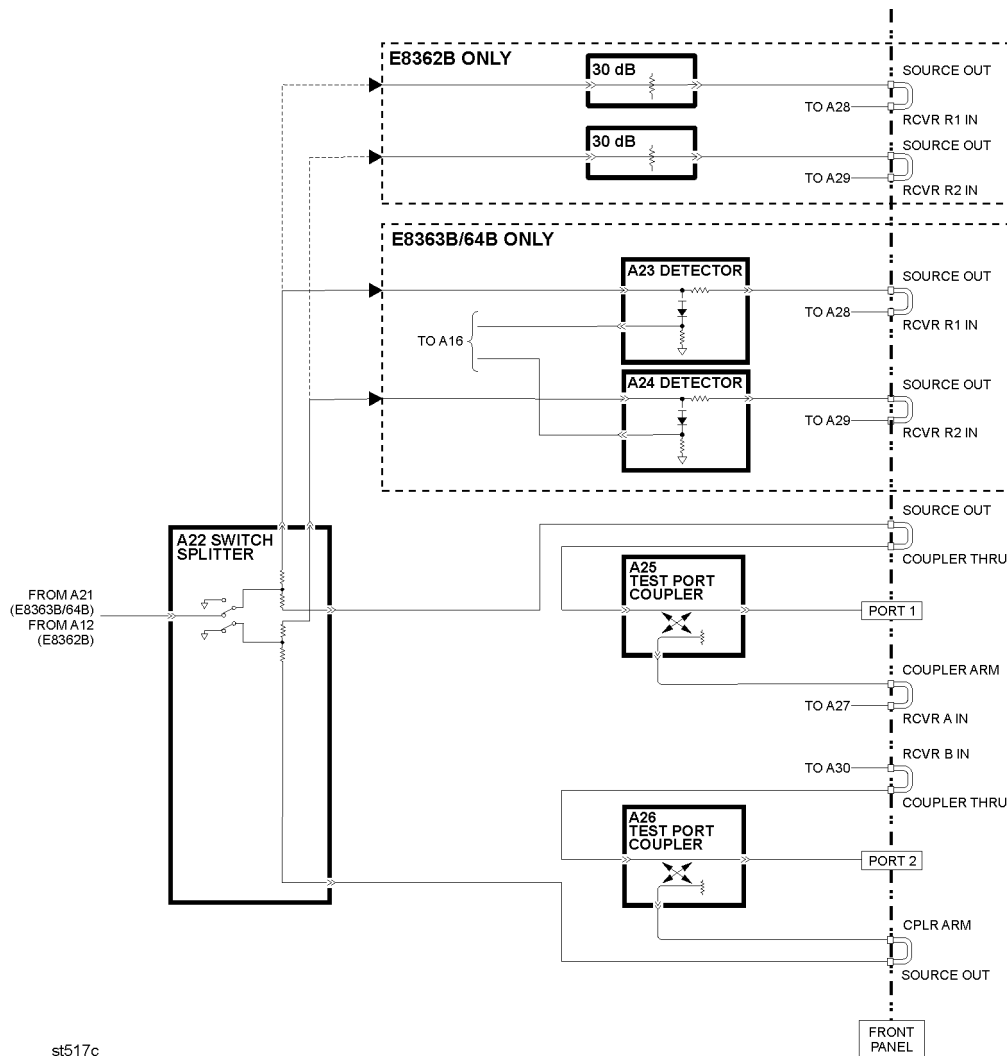 E8362B ONLY
30 dB
SOURCE OUT
TO A28
RCVR R1 IN
30 dB
SOURCE OUT
TO A29
RCVR R2 IN
E8363B/64B ONLY
A23 DETECTOR
SOURCE OUT
TO A28
RCVR R1 IN
TO A16
A24 DETECTOR
SOURCE OUT
TO A29
RCVR R2 IN
A22 SWITCH
SPLITTER
FROM A21
(E8363B/64B)
FROM A12
(E8362B)
SOURCE OUT
COUPLER THRU
A25
TEST PORT
COUPLER
PORT 1
COUPLER ARM
TO A27
RCVR A IN
RCVR B IN
TO A30
COUPLER THRU
A26
TEST PORT
COUPLER
PORT 2
CPLR ARM
SOURCE OUT
FRONT
PANEL
st517c